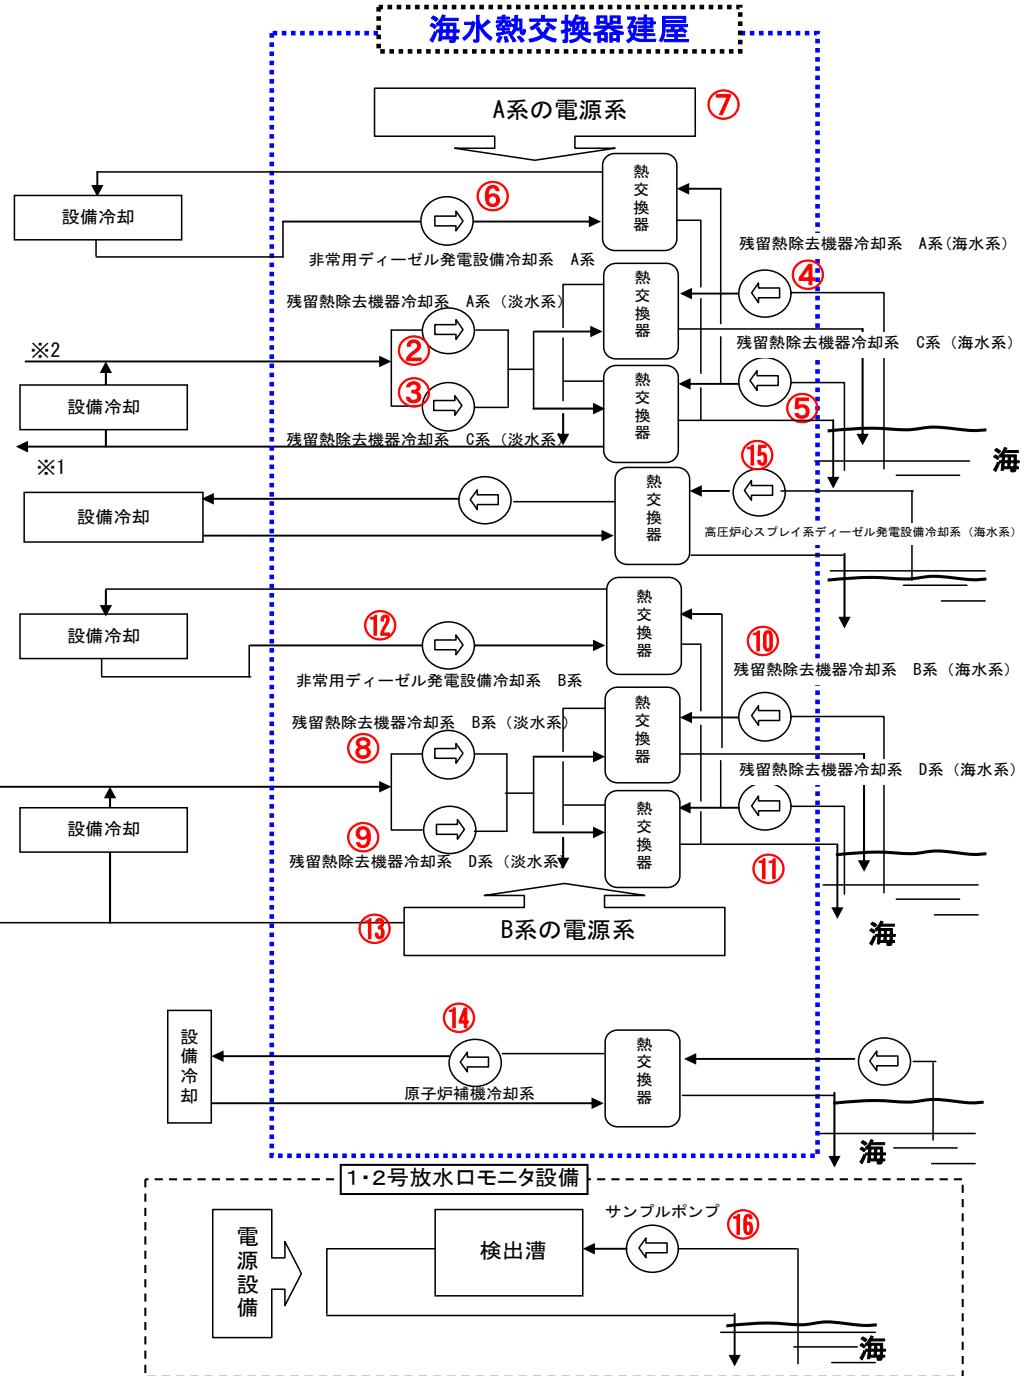 海水熱交換器建屋
A系の電源系
⑦
熱交換器
⑥
設備冷却
非常用ディーゼル発電設備冷却系　A系
残留熱除去機器冷却系　A系(海水系)
④
熱交換器
残留熱除去機器冷却系　A系（淡水系）
②
※2
残留熱除去機器冷却系　C系（海水系）
③
設備冷却
熱交換器
⑤
残留熱除去機器冷却系　C系（淡水系）
海
※1
⑮
熱交換器
設備冷却
高圧炉心スプレイ系ディーゼル発電設備冷却系（海水系）
熱交換器
⑫
設備冷却
⑩
非常用ディーゼル発電設備冷却系　B系
残留熱除去機器冷却系　B系（海水系）
熱交換器
残留熱除去機器冷却系　B系（淡水系）
⑧
残留熱除去機器冷却系　D系（海水系）
設備冷却
熱交換器
⑨
残留熱除去機器冷却系　D系（淡水系）
⑪
⑬
B系の電源系
海
⑭
設備冷却
熱交換器
原子炉補機冷却系
海
1・2号放水口モニタ設備
サンプルポンプ
⑯
電源設備
検出漕
海